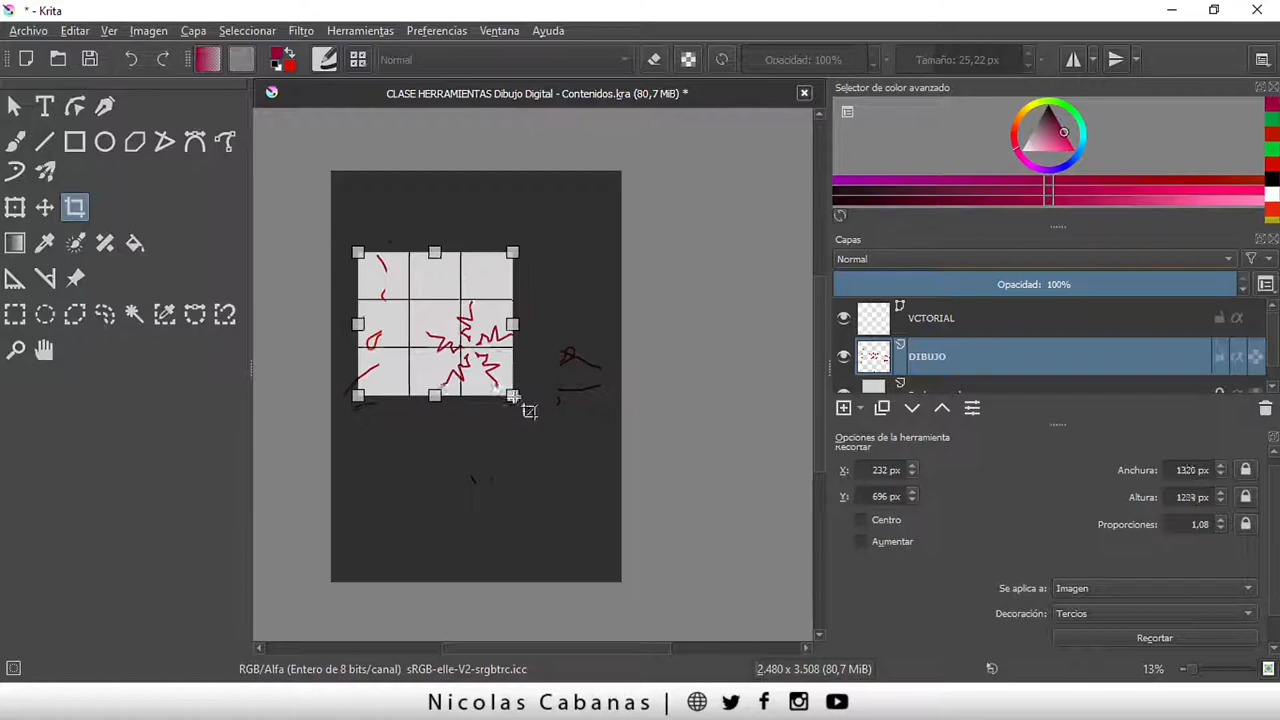 * - Krita
Archivo Editar Ver Imagen Capa Seleccionar Filtro Herramientas Preferencias Ventana Ayuda
Normal Opacidad: 100% Tamaño: 25,22 px
CLASE HERRAMIENTAS Dibujo Digital - Contenidos.kra (80,7 MiB) *
Selector de color avanzado
Capas
Normal
Opacidad: 100%
VCTORIAL
DIBUJO
Opciones de la herramienta
Recortar
X: 232 px Anchura: 1320 px
Y: 696 px Altura:
Centro Proporciones: 1,08
Aumentar
Se aplica a: Imagen
Decoración: Tercios
Recortar
RGB/Alfa (Entero de 8 bits/canal) sRGB-elle-V2-srgbtrc.icc 2.480 x 3.508 (80,7 MiB) 13%
Nicolas Cabanas |